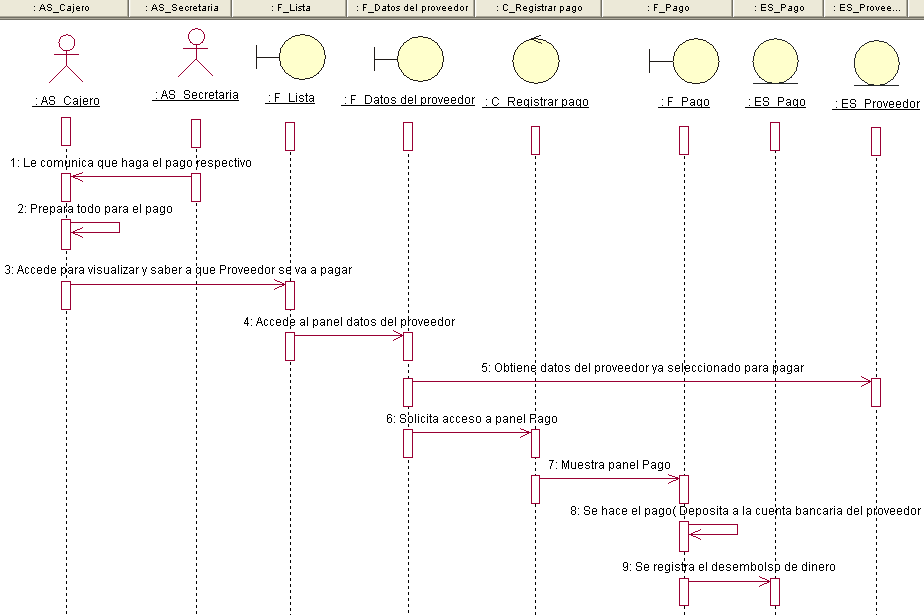 : AS_Cajero
: AS_Secretaria
: F_Lista
: F_Datos del proveedor
: C_Registrar pago
: F_Pago
: ES_Pago
: ES_Provee...
: AS_Cajero
: AS_Secretaria
: F_Lista
: F_Datos del proveedor
: C_Registrar pago
: F_Pago
: ES_Pago
: ES_Proveedor
1: Le comunica que haga el pago respectivo
2: Prepara todo para el pago
3: Accede para visualizar y saber a que Proveedor se va a pagar
4: Accede al panel datos del proveedor
5: Obtiene datos del proveedor ya seleccionado para pagar
6: Solicita acceso a panel Pago
7: Muestra panel Pago
8: Se hace el pago( Deposita a la cuenta bancaria del proveedor
9: Se registra el desembolso de dinero